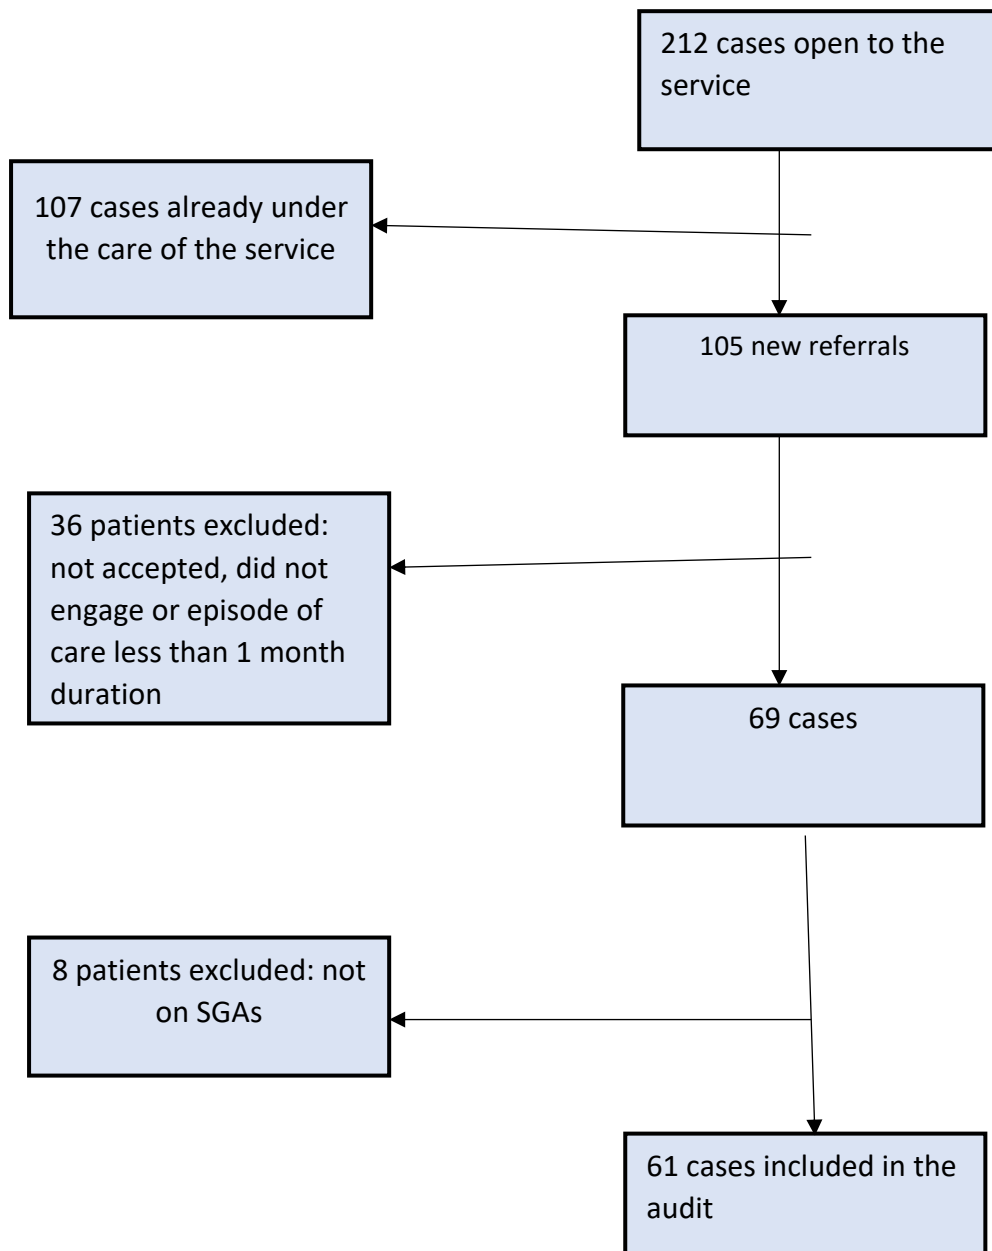 212 cases open to the
service
107 cases already under
the care of the service
105 new referrals
36 patients excluded:
not accepted, did not
engage or episode of
care less than 1 month
duration
69 cases
8 patients excluded: not
on SGAs
61 cases included in the
audit